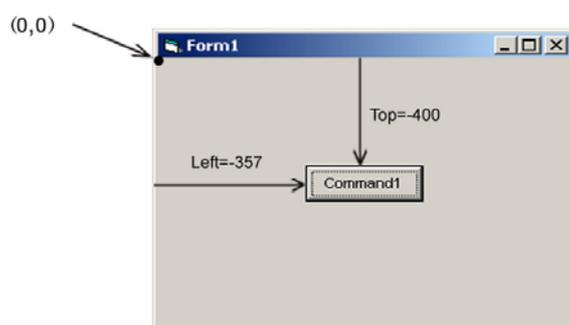 (0,0)
Form1
Top=-400
Left=-357
Command1